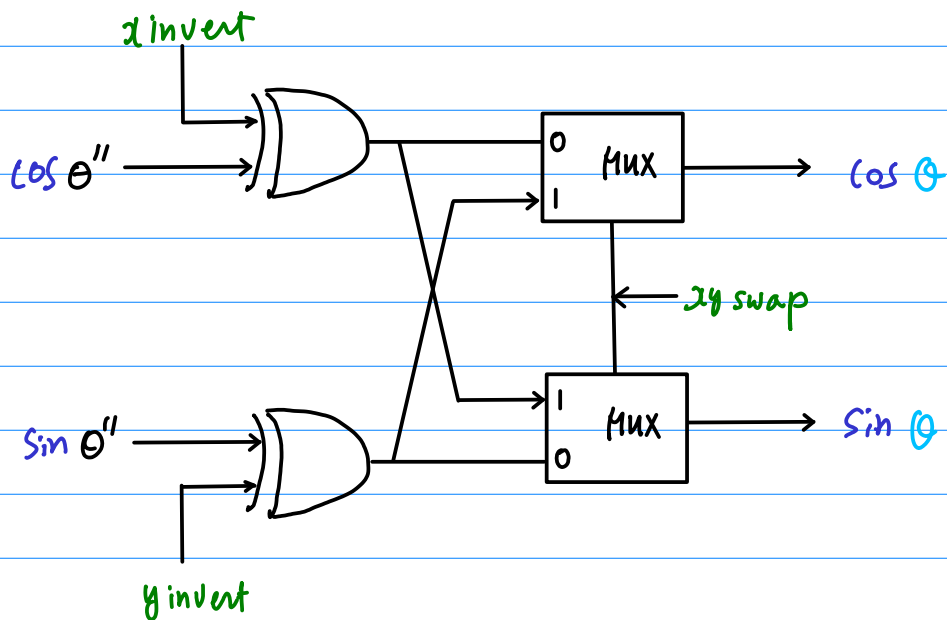 x invert
0
cos θ" MUX cos θ
1
xy swap
1
sin θ" MUX sin θ
0
y invert